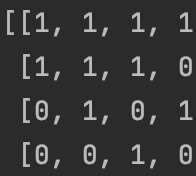 [[1, 1, 1, 1
[1, 1, 1, 0
[0, 1, 0, 1
[0, 0, 1, 0